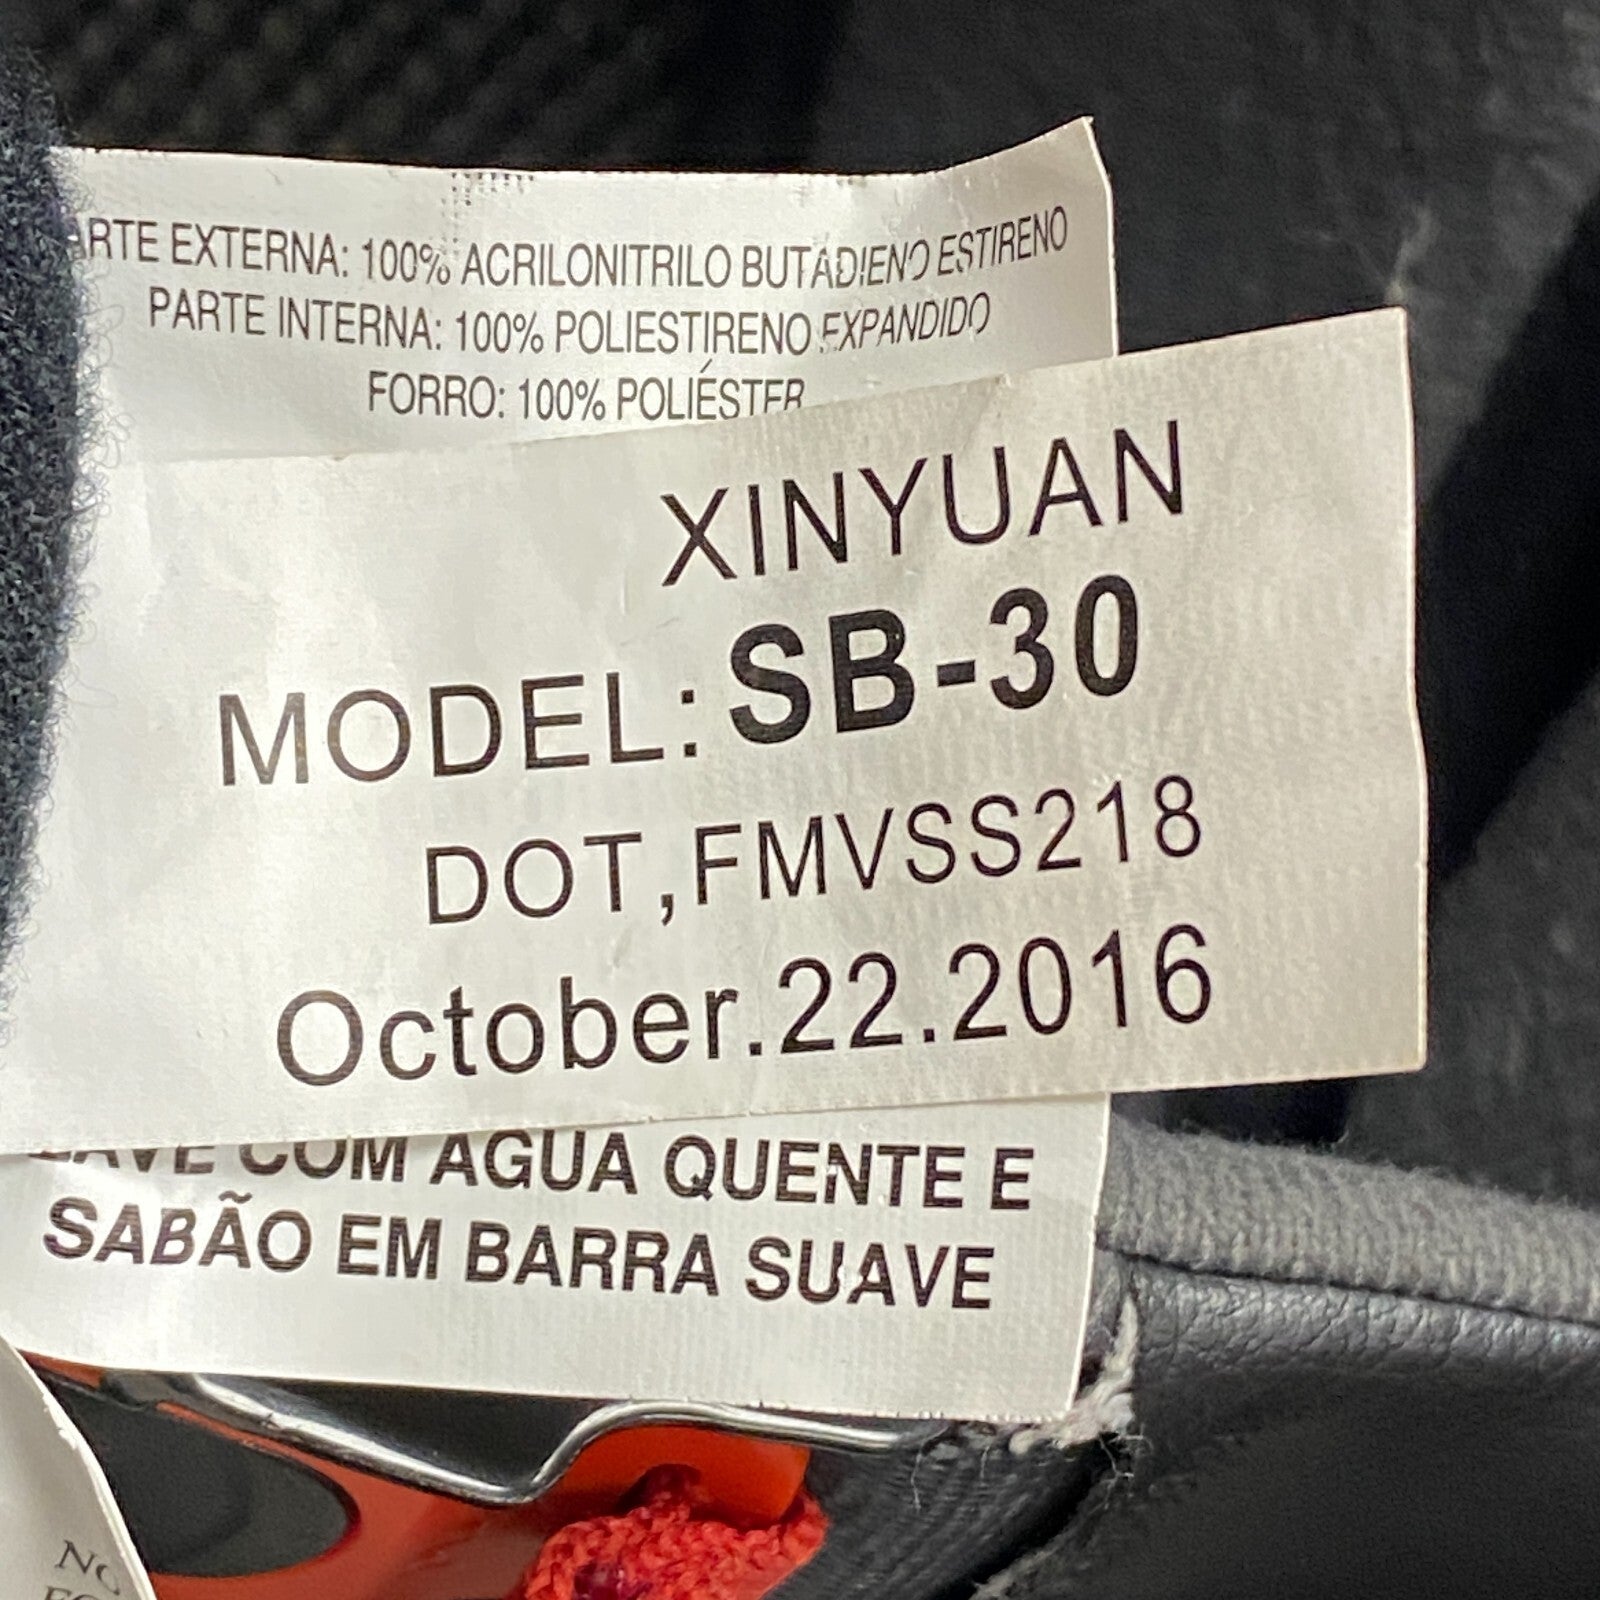 EXTERNA: 100% ACRILONITRILO BUTADIENO ESTIRENO
PARTE INTERNA: 100% POLIESTIRENO EXPANDIDO
FORRO: 100% POLIÉSTER
XINYUAN
MODEL: SB-30
DOT,FMVSS218
October.22.2016
COM AGUA QUENTE E
SABÃO EM BARRA SUAVE